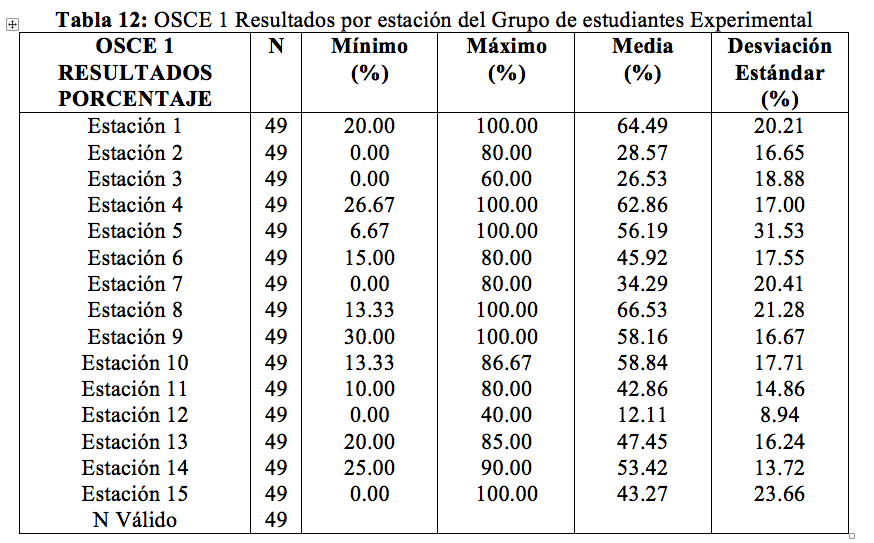 Tabla 12: OSCE 1 Resultados por estación del Grupo de estudiantes Experimental
OSCE 1 RESULTADOS PORCENTAJE N Mínimo (%) Máximo (%) Media (%) Desviación Estándar (%)
Estación 1 49 20.00 100.00 64.49 20.21
Estación 2 49 0.00 80.00 28.57 16.65
Estación 3 49 0.00 60.00 26.53 18.88
Estación 4 49 26.67 100.00 62.86 17.00
Estación 5 49 6.67 100.00 56.19 31.53
Estación 6 49 15.00 80.00 45.92 17.55
Estación 7 49 0.00 80.00 34.29 20.41
Estación 8 49 13.33 100.00 66.53 21.28
Estación 9 49 30.00 100.00 58.16 16.67
Estación 10 49 13.33 86.67 58.84 17.71
Estación 11 49 10.00 80.00 42.86 14.86
Estación 12 49 0.00 40.00 12.11 8.94
Estación 13 49 20.00 85.00 47.45 16.24
Estación 14 49 25.00 90.00 53.42 13.72
Estación 15 49 0.00 100.00 43.27 23.66
N Válido 49